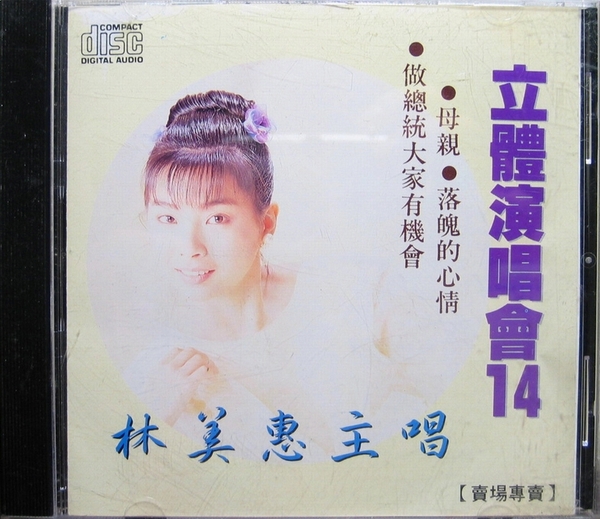 COMPACT
disc
DIGITAL AUDIO
立體演唱會14
●母親●落魄的心情
●做總統大家有機會
林美惠主唱
【賣場專賣】